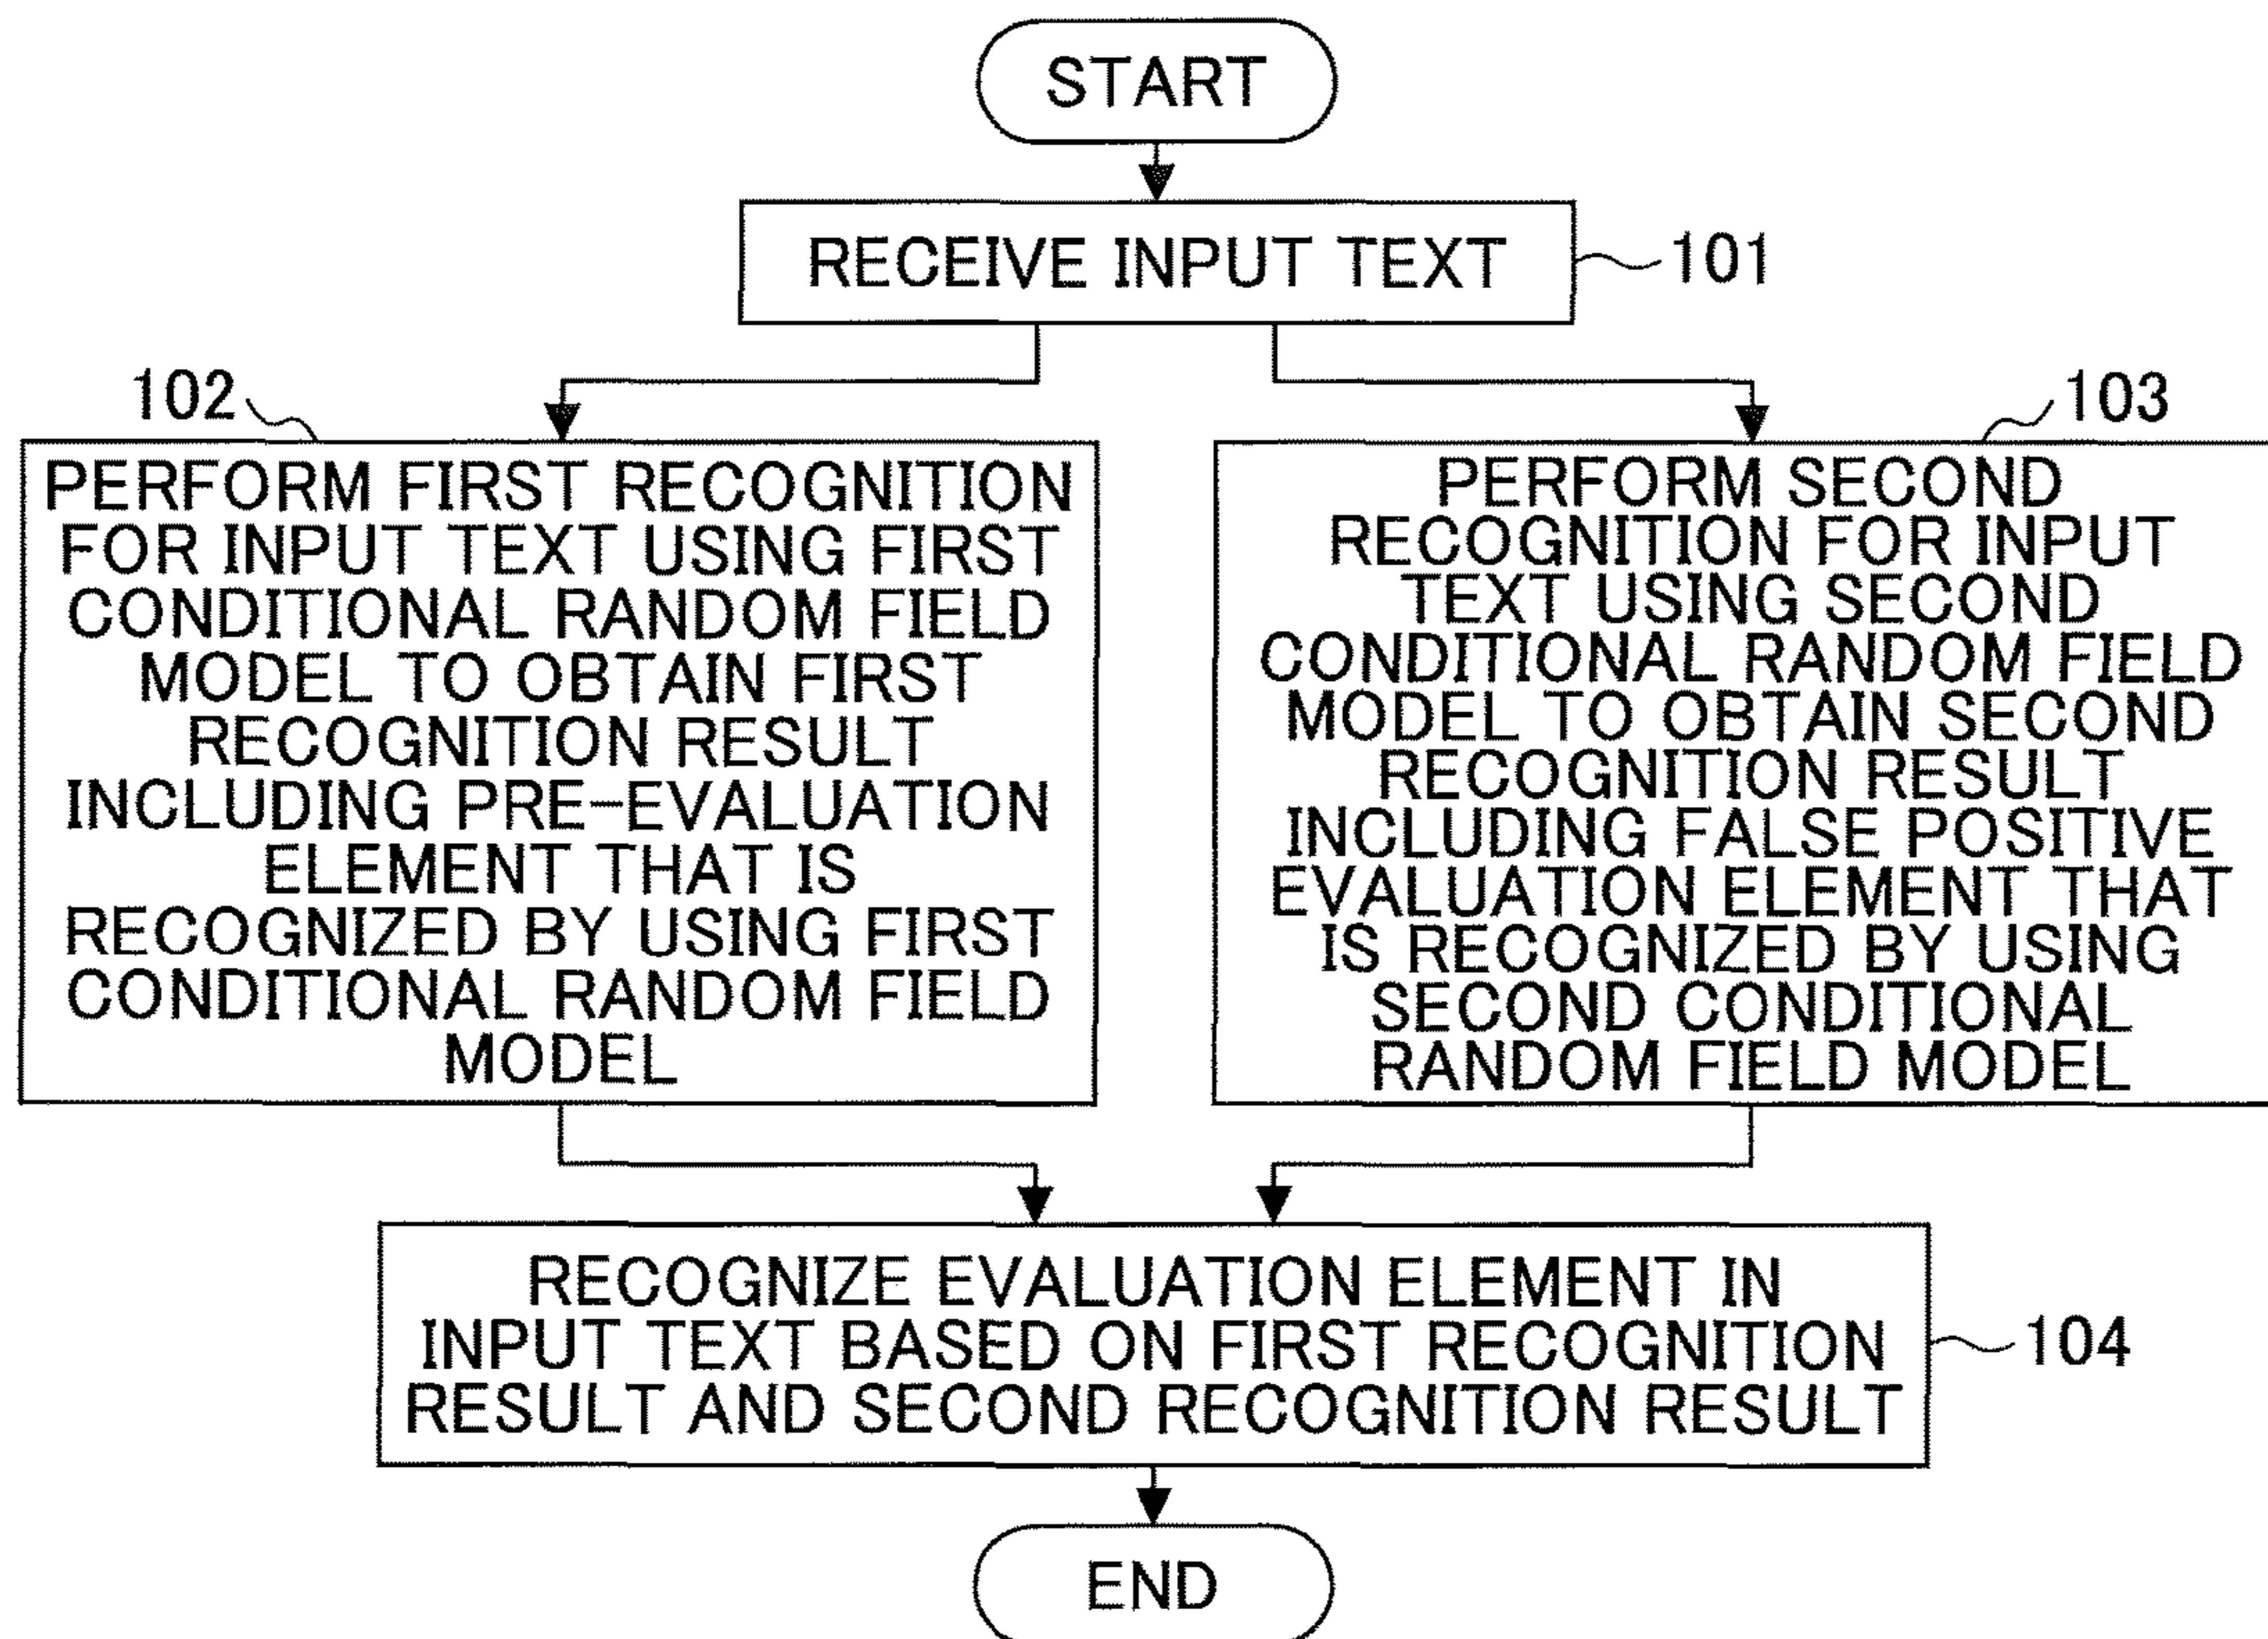 START
RECEIVE INPUT TEXT
101
102
PERFORM FIRST RECOGNITION
FOR INPUT TEXT USING FIRST
CONDITIONAL RANDOM FIELD
MODEL TO OBTAIN FIRST
RECOGNITION RESULT
INCLUDING PRE-EVALUATION
ELEMENT THAT IS
RECOGNIZED BY USING FIRST
CONDITIONAL RANDOM FIELD
MODEL
103
PERFORM SECOND
RECOGNITION FOR INPUT
TEXT USING SECOND
CONDITIONAL RANDOM FIELD
MODEL TO OBTAIN SECOND
RECOGNITION RESULT
INCLUDING FALSE POSITIVE
EVALUATION ELEMENT THAT
IS RECOGNIZED BY USING
SECOND CONDITIONAL
RANDOM FIELD MODEL
RECOGNIZE EVALUATION ELEMENT IN
INPUT TEXT BASED ON FIRST RECOGNITION
RESULT AND SECOND RECOGNITION RESULT
104
END